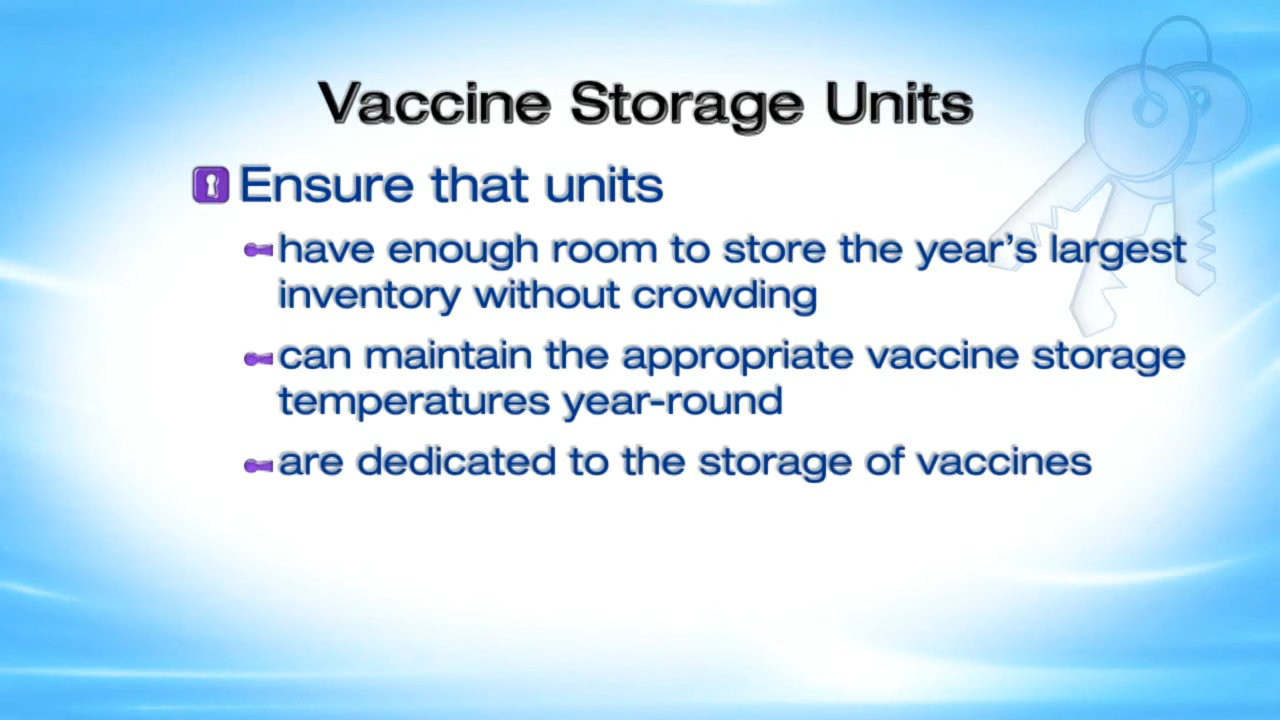 Vaccine Storage Units
Ensure that units
have enough room to store the year's largest
inventory without crowding
can maintain the appropriate vaccine storage
temperatures year-round
are dedicated to the storage of vaccines